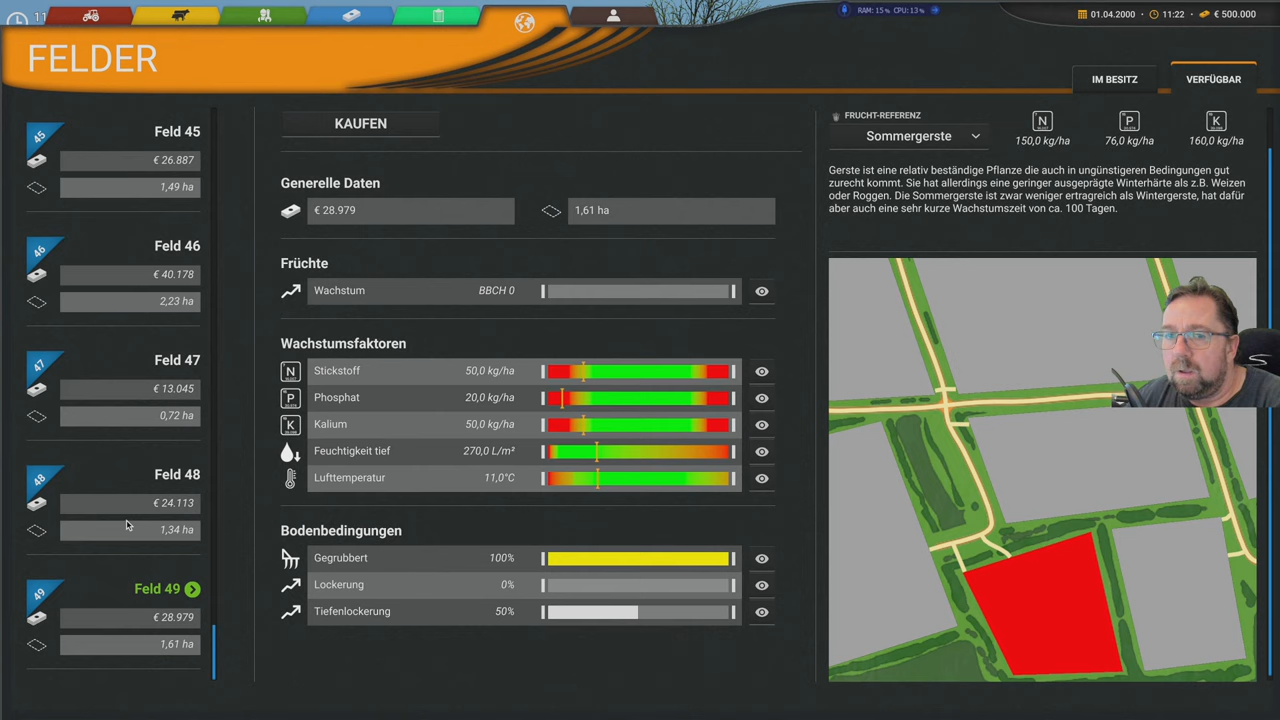 11
RAM: 15% CPU: 13%
01.04.2000 11:22 € 500.000
FELDER
IM BESITZ VERFÜGBAR
45 Feld 45
€ 26.887
1,49 ha
46 Feld 46
€ 40.178
2,23 ha
47 Feld 47
€ 13.045
0,72 ha
48 Feld 48
€ 24.113
1,34 ha
49 Feld 49
€ 28.979
1,61 ha
KAUFEN
Generelle Daten
€ 28.979 1,61 ha
Früchte
Wachstum BBCH 0
Wachstumsfaktoren
N Stickstoff 50,0 kg/ha
P Phosphat 20,0 kg/ha
K Kalium 50,0 kg/ha
Feuchtigkeit tief 270,0 L/m²
Lufttemperatur 11,0°C
Bodenbedingungen
Gegrubbert 100%
Lockerung 0%
Tiefenlockerung 50%
FRUCHT-REFERENZ
Sommergerste
N P K
150,0 kg/ha 76,0 kg/ha 160,0 kg/ha
Gerste ist eine relativ beständige Pflanze die auch in ungünstigeren Bedingungen gut
zurecht kommt. Sie hat allerdings eine geringer ausgeprägte Winterhärte als z.B. Weizen
oder Roggen. Die Sommergerste ist zwar weniger ertragreich als Wintergerste, hat dafür
aber auch eine sehr kurze Wachstumszeit von ca. 100 Tagen.